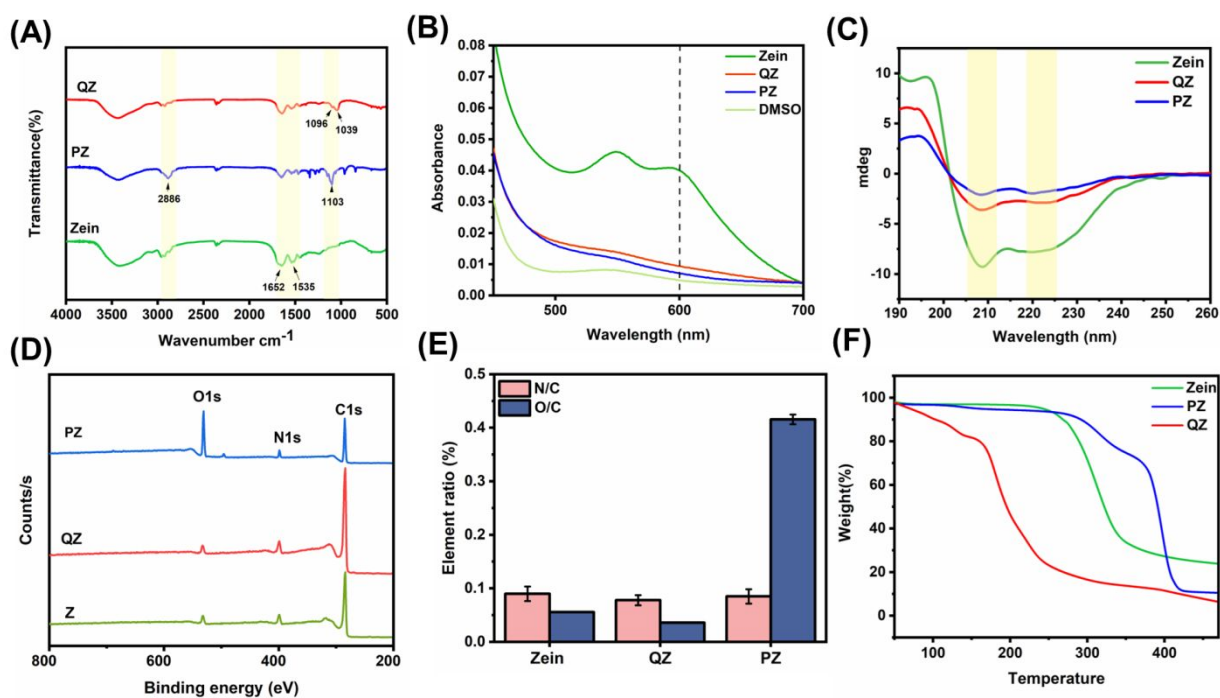 (A)
QZ
1096
1039
PZ
2886
1103
Zein
1652
1535
Transmittance(%)
4000 3500 3000 2500 2000 1500 1000 500
Wavenumber cm-1
(B)
Zein
QZ
PZ
DMSO
Absorbance
0.08
0.07
0.06
0.05
0.04
0.03
0.02
0.01
0.00
500 600 700
Wavelength (nm)
(C)
Zein
QZ
PZ
mdeg
10
5
0
-5
-10
190 200 210 220 230 240 250 260
Wavelength (nm)
(D)
O1s
C1s
PZ
N1s
QZ
Z
Counts/s
800 600 400 200
Binding energy (eV)
(E)
N/C
O/C
Element ratio (%)
0.5
0.4
0.3
0.2
0.1
0.0
Zein QZ PZ
(F)
Zein
PZ
QZ
Weight(%)
100
80
60
40
20
0
100 200 300 400
Temperature